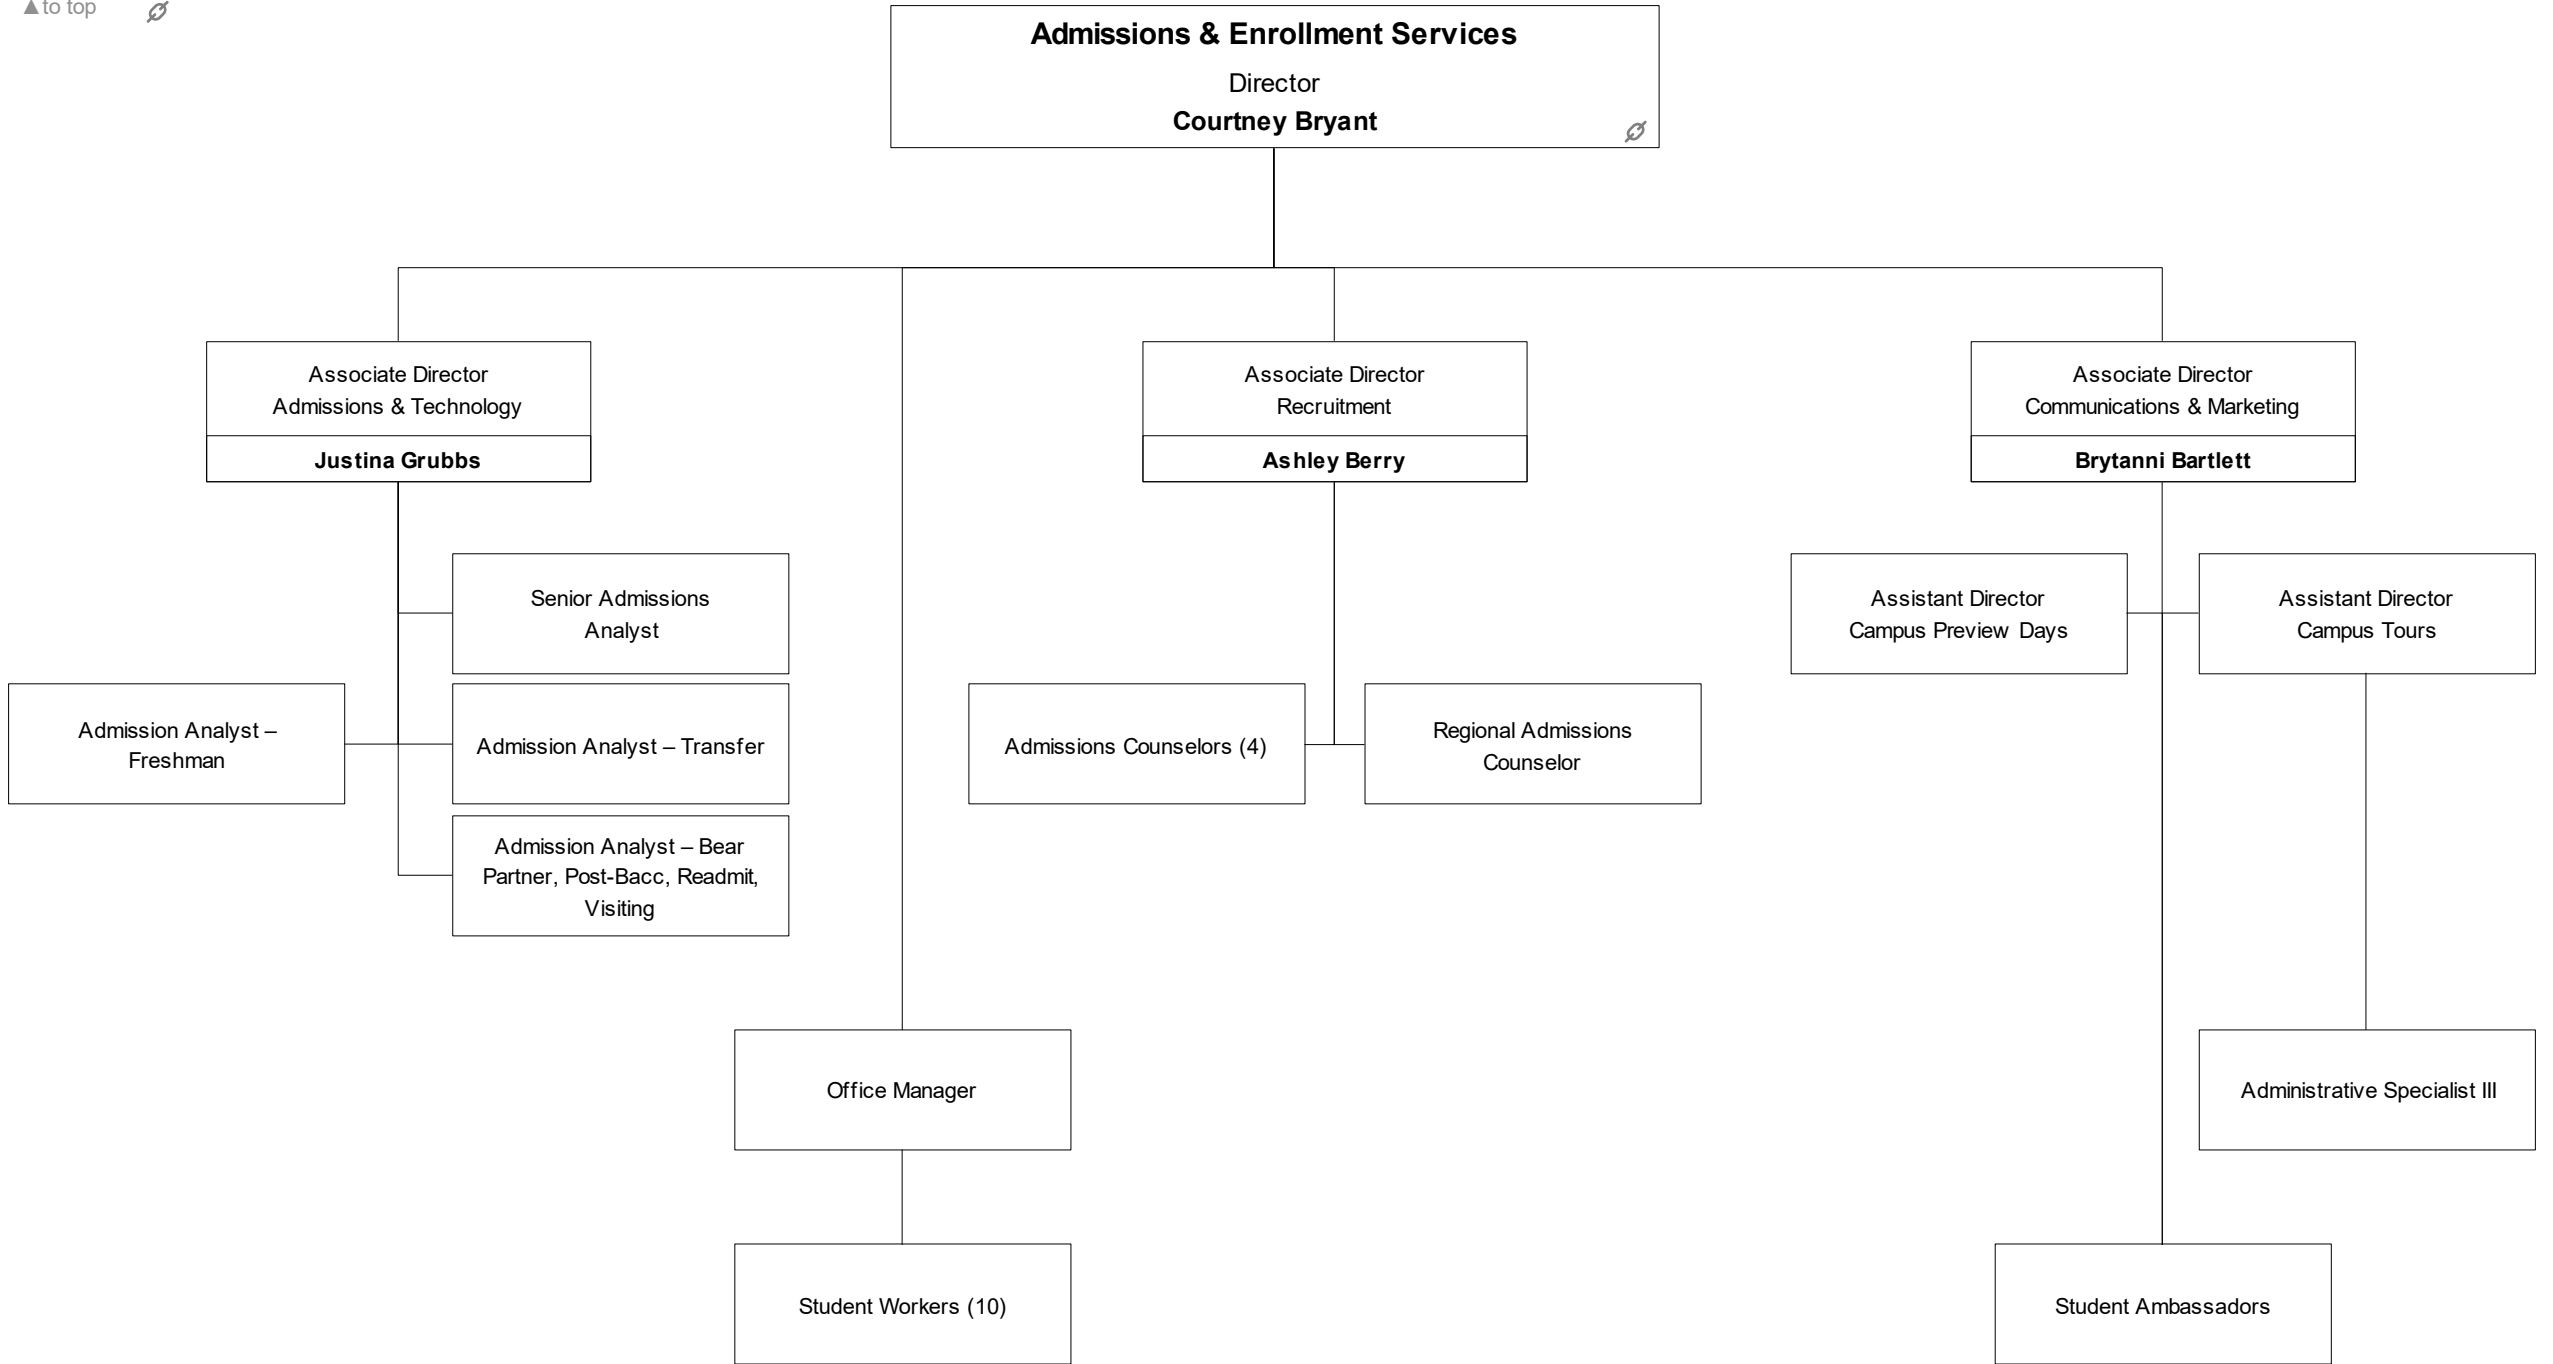 ▲to top
Admissions & Enrollment Services
Director
Courtney Bryant
Associate Director
Admissions & Technology
Justina Grubbs
Associate Director
Recruitment
Ashley Berry
Associate Director
Communications & Marketing
Brytanni Bartlett
Senior Admissions
Analyst
Assistant Director
Campus Preview Days
Assistant Director
Campus Tours
Admission Analyst –
Freshman
Admission Analyst – Transfer
Admissions Counselors (4)
Regional Admissions
Counselor
Admission Analyst – Bear
Partner, Post-Bacc, Readmit,
Visiting
Office Manager
Administrative Specialist III
Student Workers (10)
Student Ambassadors